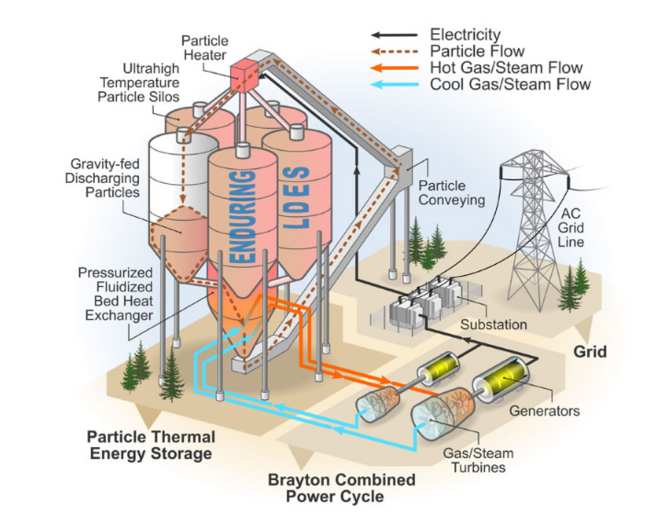 Electricity
Particle Flow
Hot Gas/Steam Flow
Cool Gas/Steam Flow
Particle
Heater
Ultrahigh
Temperature
Particle Silos
Gravity-fed
Discharging
Particles
ENDURING
LDES
Particle
Conveying
AC
Grid
Line
Pressurized
Fluidized
Bed Heat
Exchanger
Substation
Grid
Generators
Particle Thermal
Energy Storage
Gas/Steam
Turbines
Brayton Combined
Power Cycle